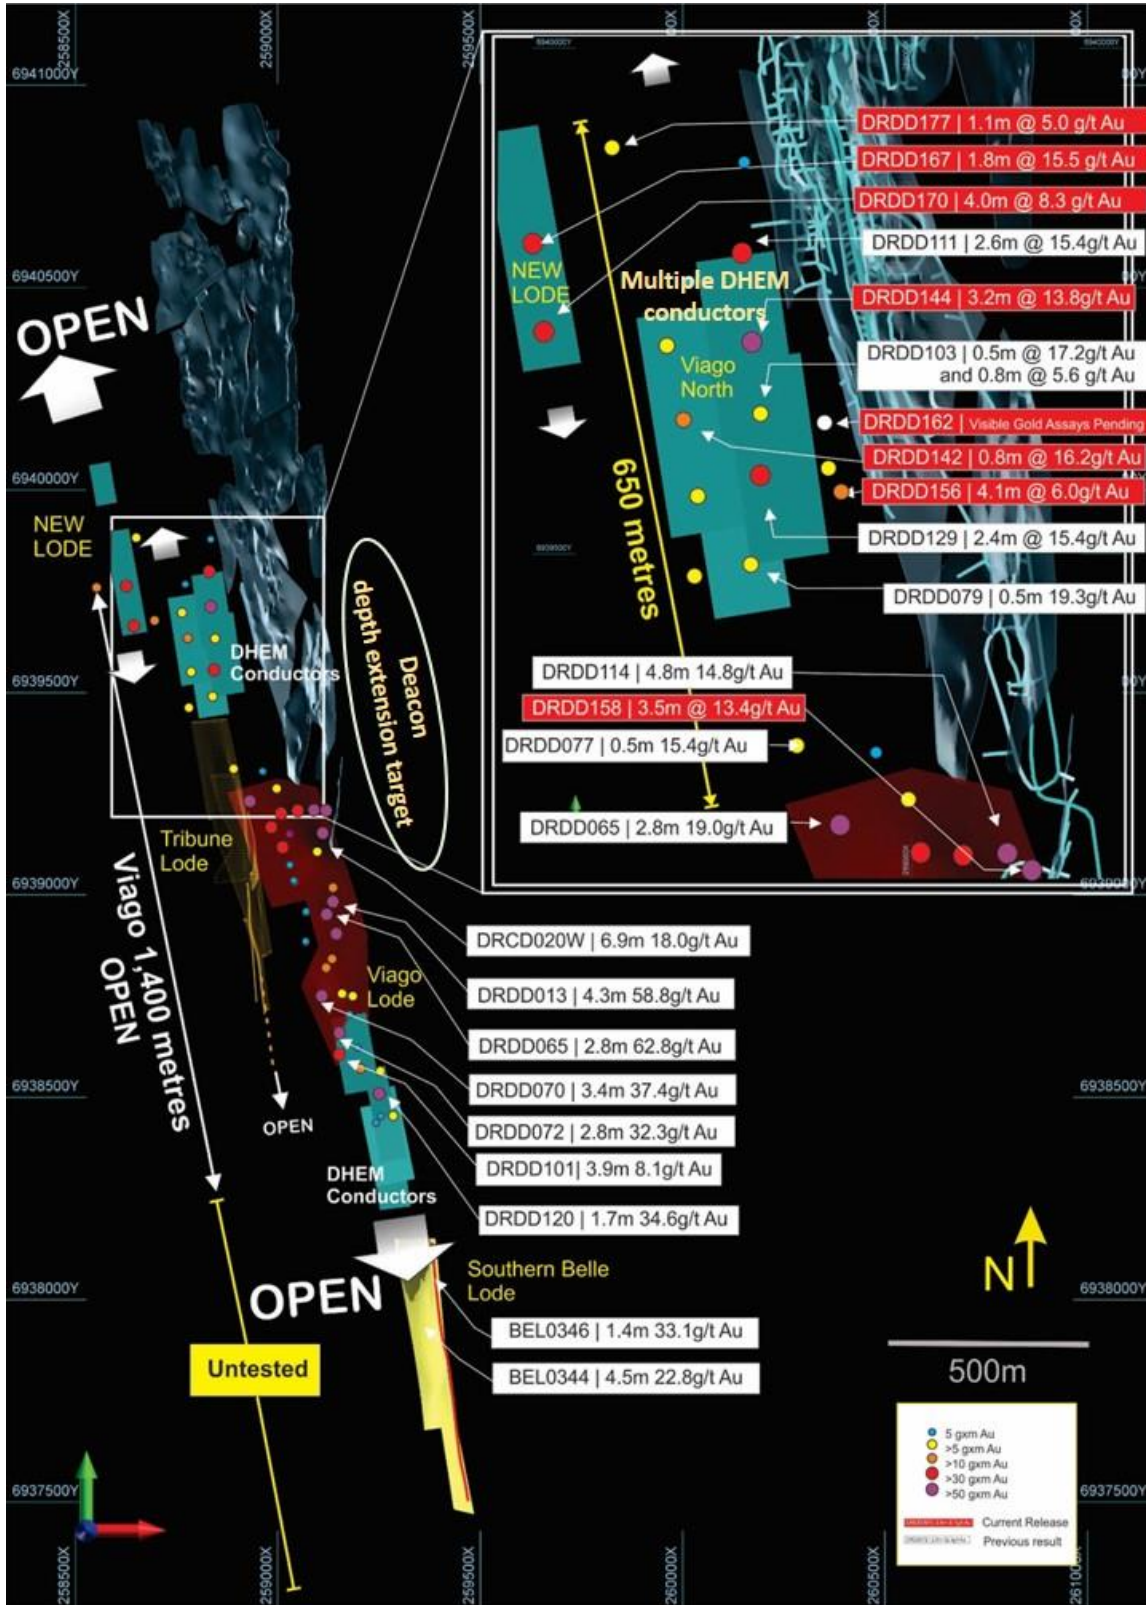 258500X
259000X
259500X
6941000Y
6940500Y
6940000Y
6939500Y
6939000Y
6938500Y
6938000Y
6937500Y
OPEN
NEW
LODE
DHEM
Conductors
Deacon
depth extension target
Tribune
Lode
Viago 1,400 metres
OPEN
Viago
Lode
OPEN
DHEM
Conductors
OPEN
Southern Belle
Lode
Untested
6940000Y
6940000Y
NEW
LODE
Multiple DHEM
conductors
Viago
North
650 metres
6939500Y
DRDD177 | 1.1m @ 5.0 g/t Au
DRDD167 | 1.8m @ 15.5 g/t Au
DRDD170 | 4.0m @ 8.3 g/t Au
DRDD111 | 2.6m @ 15.4g/t Au
DRDD144 | 3.2m @ 13.8g/t Au
DRDD103 | 0.5m @ 17.2g/t Au
and 0.8m @ 5.6 g/t Au
DRDD162 | Visible Gold Assays Pending
DRDD142 | 0.8m @ 16.2g/t Au
DRDD156 | 4.1m @ 6.0g/t Au
DRDD129 | 2.4m @ 15.4g/t Au
DRDD079 | 0.5m 19.3g/t Au
DRDD114 | 4.8m 14.8g/t Au
DRDD158 | 3.5m @ 13.4g/t Au
DRDD077 | 0.5m 15.4g/t Au
DRDD065 | 2.8m 19.0g/t Au
DRCD020W | 6.9m 18.0g/t Au
DRDD013 | 4.3m 58.8g/t Au
DRDD065 | 2.8m 62.8g/t Au
DRDD070 | 3.4m 37.4g/t Au
DRDD072 | 2.8m 32.3g/t Au
DRDD101| 3.9m 8.1g/t Au
DRDD120 | 1.7m 34.6g/t Au
BEL0346 | 1.4m 33.1g/t Au
BEL0344 | 4.5m 22.8g/t Au
6938500Y
6938000Y
6937500Y
N
500m
5 gxm Au
>5 gxm Au
>10 gxm Au
>30 gxm Au
>50 gxm Au
Current Release
Previous result
258500X
259000X
259500X
260000X
260500X
261000X